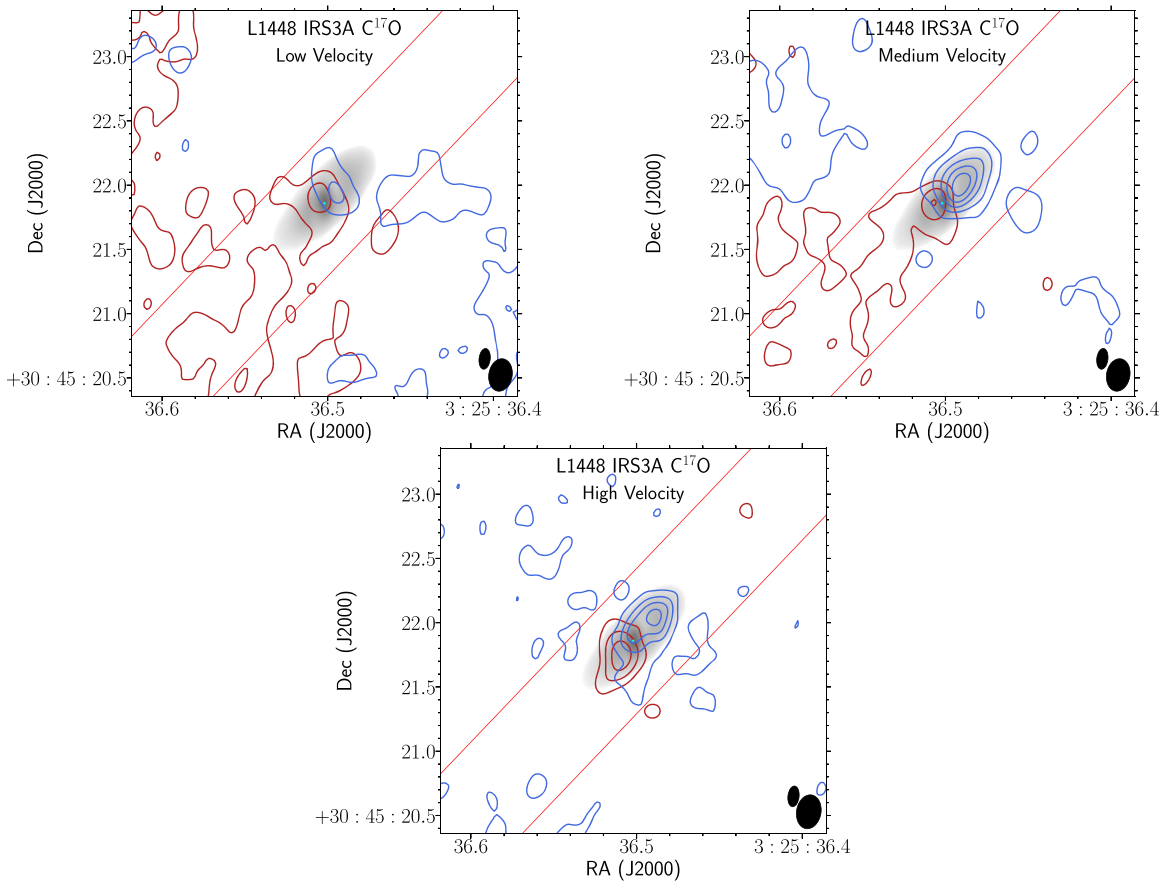 L1448 IRS3A C¹⁷O
Low Velocity
23.0
22.5
22.0
21.5
21.0
+30 : 45 : 20.5
Dec (J2000)
36.6
36.5
3 : 25 : 36.4
RA (J2000)
L1448 IRS3A C¹⁷O
Medium Velocity
23.0
22.5
22.0
21.5
21.0
+30 : 45 : 20.5
Dec (J2000)
36.6
36.5
3 : 25 : 36.4
RA (J2000)
L1448 IRS3A C¹⁷O
High Velocity
23.0
22.5
22.0
21.5
21.0
+30 : 45 : 20.5
Dec (J2000)
36.6
36.5
3 : 25 : 36.4
RA (J2000)